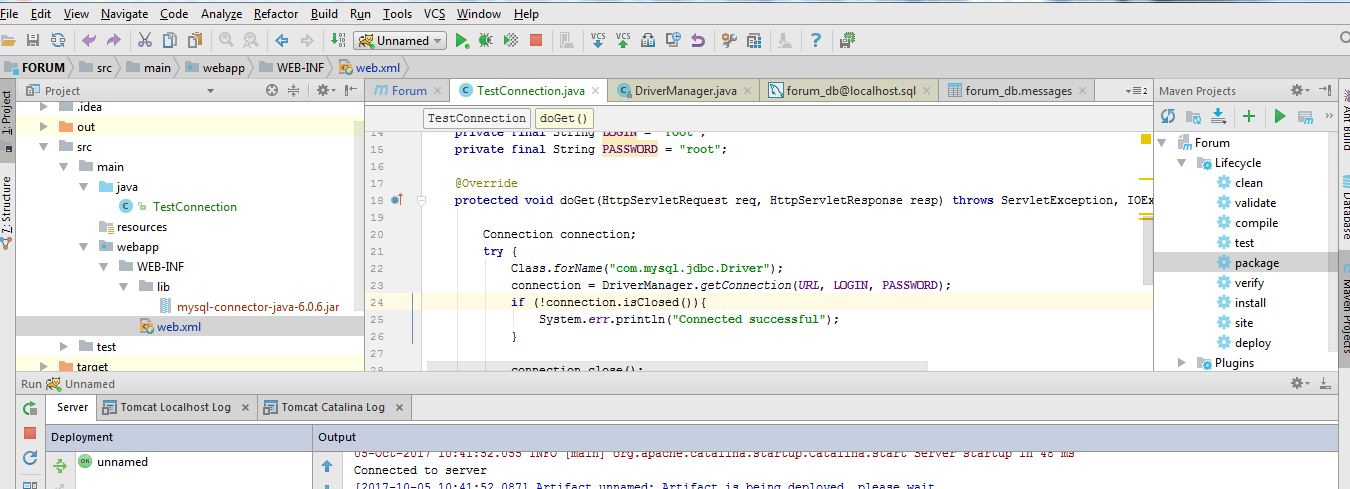 File Edit View Navigate Code Analyze Refactor Build Run Tools VCS Window Help
Unnamed VCS VCS ?
FORUM src main webapp WEB-INF web.xml
1: Project
7: Structure
Project
.idea
out
src
main
java
TestConnection
resources
webapp
WEB-INF
lib
mysql-connector-java-6.0.6.jar
web.xml
test
target
Forum TestConnection.java DriverManager.java forum_db@localhost.sql forum_db.messages 2
TestConnection doGet()
14 private final String LOGIN = "root";
15 private final String PASSWORD = "root";
16
17 @Override
18 protected void doGet(HttpServletRequest req, HttpServletResponse resp) throws ServletException, IOEx
19
20 Connection connection;
21 try {
22 Class.forName("com.mysql.jdbc.Driver");
23 connection = DriverManager.getConnection(URL, LOGIN, PASSWORD);
24 if (!connection.isClosed()){
25 System.err.println("Connected successful");
26 }
27
28 connection.close();
Maven Projects
Forum
Lifecycle
clean
validate
compile
test
package
verify
install
site
deploy
Plugins
Ant Build
Database
Maven Projects
Run Unnamed
Server Tomcat Localhost Log Tomcat Catalina Log
Deployment
unnamed
Output
05-Oct-2017 10:41:52.055 INFO [main] org.apache.catalina.startup.Catalina.start Server startup in 48 ms
Connected to server
[2017-10-05 10:41:52,087] Artifact unnamed: Artifact is being deployed, please wait